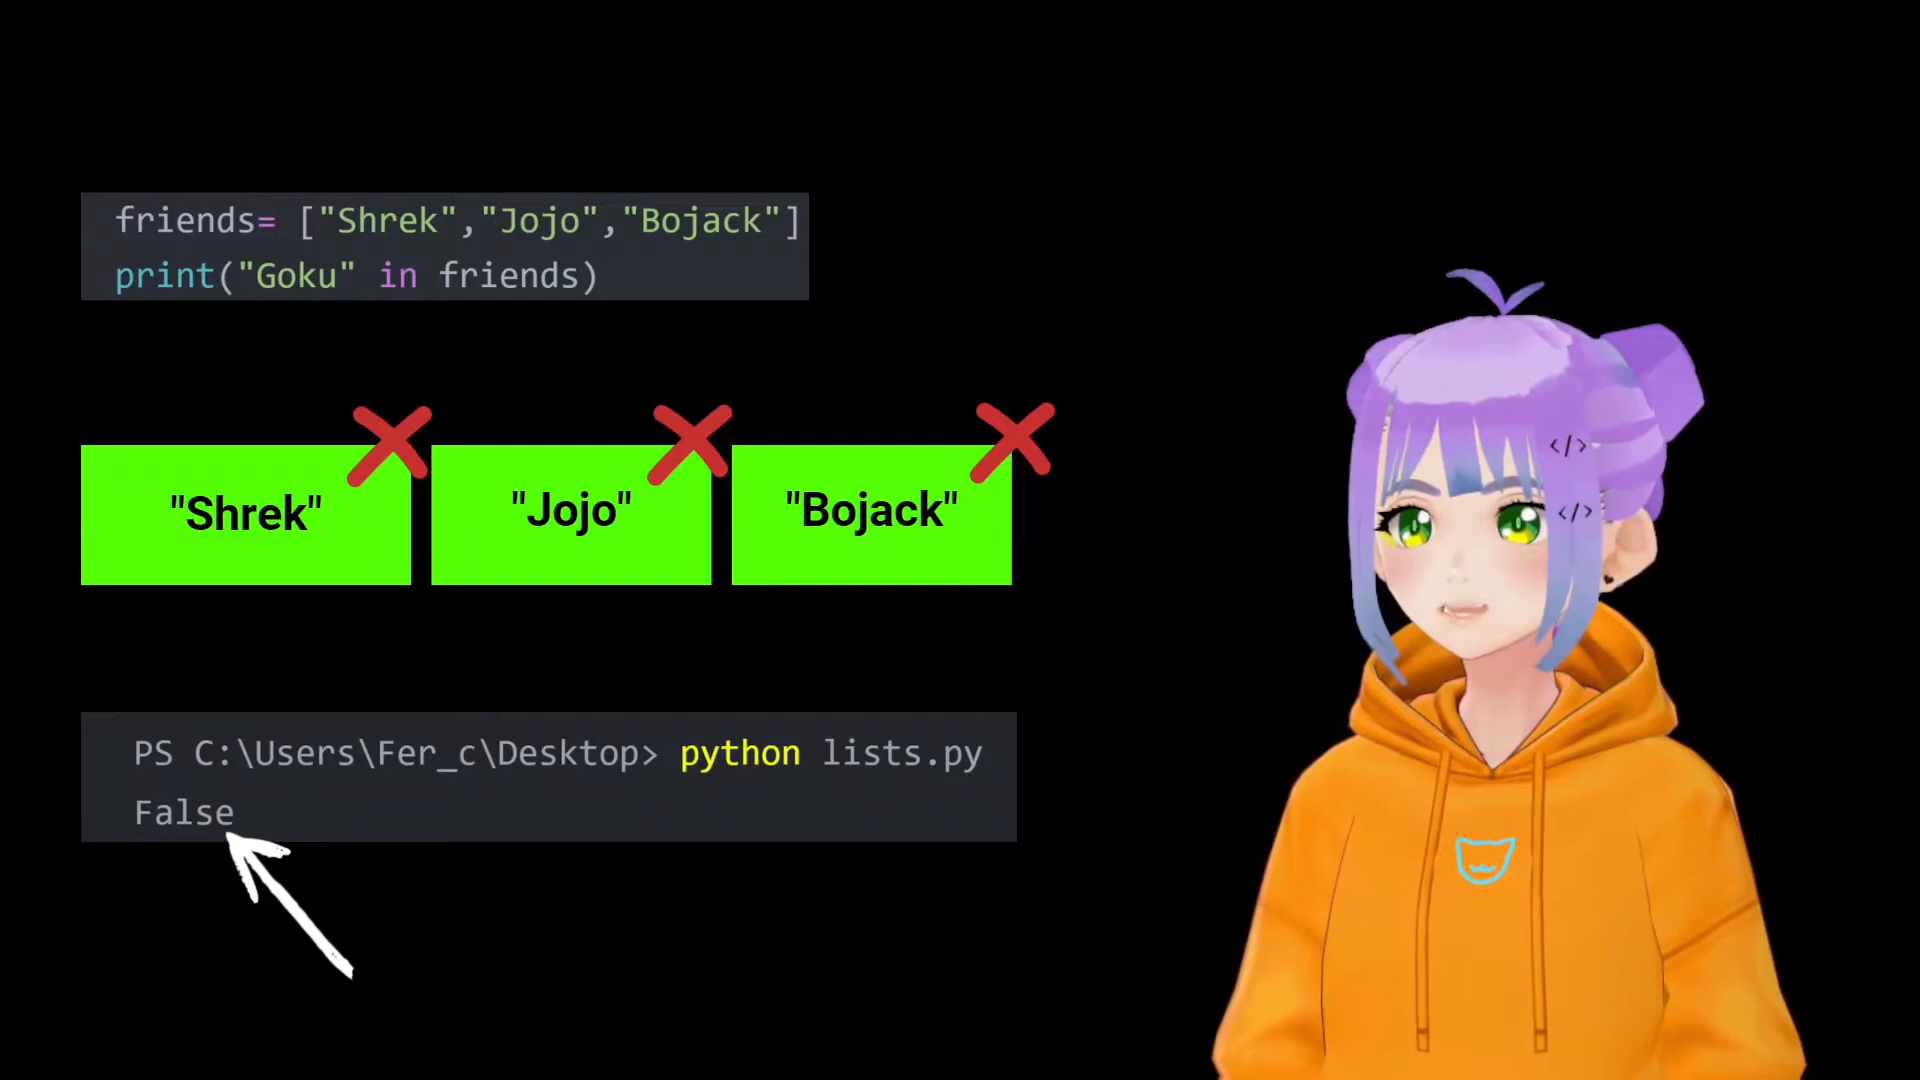 friends= ["Shrek","Jojo","Bojack"]
print("Goku" in friends)
"Shrek"
"Jojo"
"Bojack"
PS C:\Users\Fer_c\Desktop> python lists.py
False
</>
</>